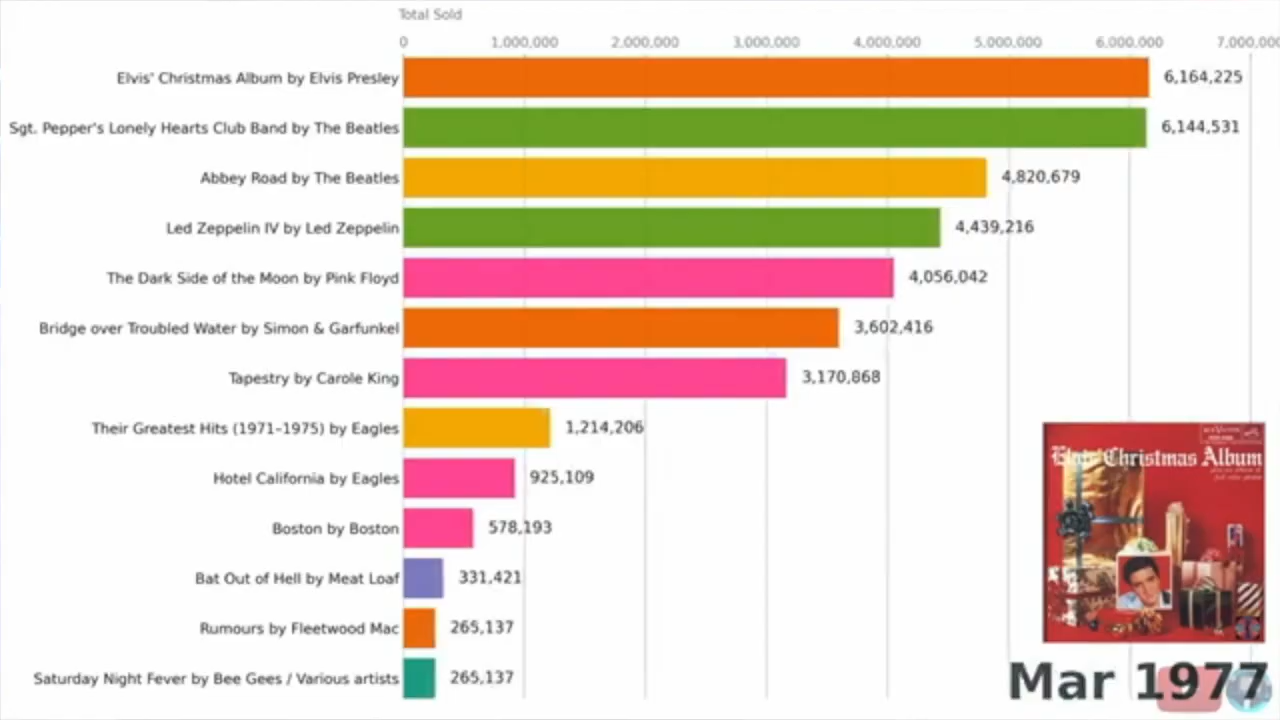 Total Sold
0 1,000,000 2,000,000 3,000,000 4,000,000 5,000,000 6,000,000 7,000,00
Elvis' Christmas Album by Elvis Presley 6,164,225
Sgt. Pepper's Lonely Hearts Club Band by The Beatles 6,144,531
Abbey Road by The Beatles 4,820,679
Led Zeppelin IV by Led Zeppelin 4,439,216
The Dark Side of the Moon by Pink Floyd 4,056,042
Bridge over Troubled Water by Simon & Garfunkel 3,602,416
Tapestry by Carole King 3,170,868
Their Greatest Hits (1971–1975) by Eagles 1,214,206
Hotel California by Eagles 925,109
Boston by Boston 578,193
Bat Out of Hell by Meat Loaf 331,421
Rumours by Fleetwood Mac 265,137
Saturday Night Fever by Bee Gees / Various artists 265,137
Elvis' Christmas Album
Mar 1977